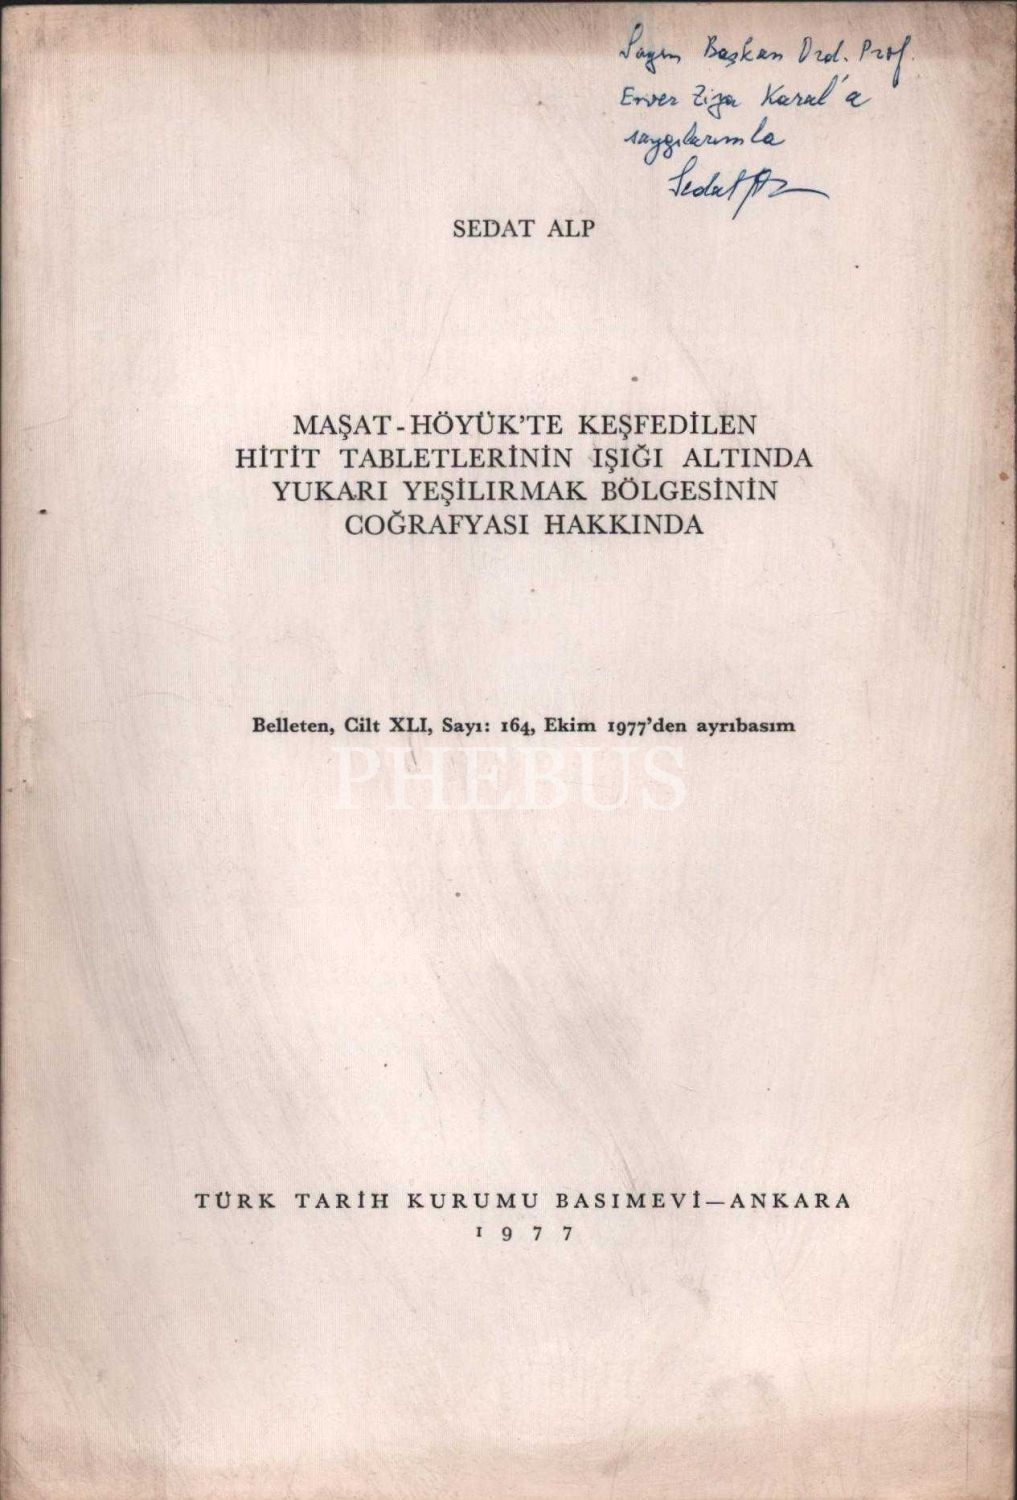 Sayın Başkan Ord. Prof.
Enver Ziya Karal'a
saygılarımla
Sedat Alp
SEDAT ALP
MAŞAT-HÖYÜK'TE KEŞFEDİLEN
HİTİT TABLETLERİNİN IŞIĞI ALTINDA
YUKARI YEŞİLIRMAK BÖLGESİNİN
COĞRAFYASI HAKKINDA
Belleten, Cilt XLI, Sayı: 164, Ekim 1977'den ayrıbasım
PHEBUS
TÜRK TARİH KURUMU BASIMEVİ—ANKARA
1977